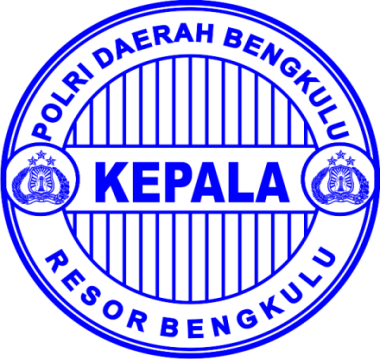 POLRI DAERAH BENGKULU
KEPALA
RESOR BENGKULU